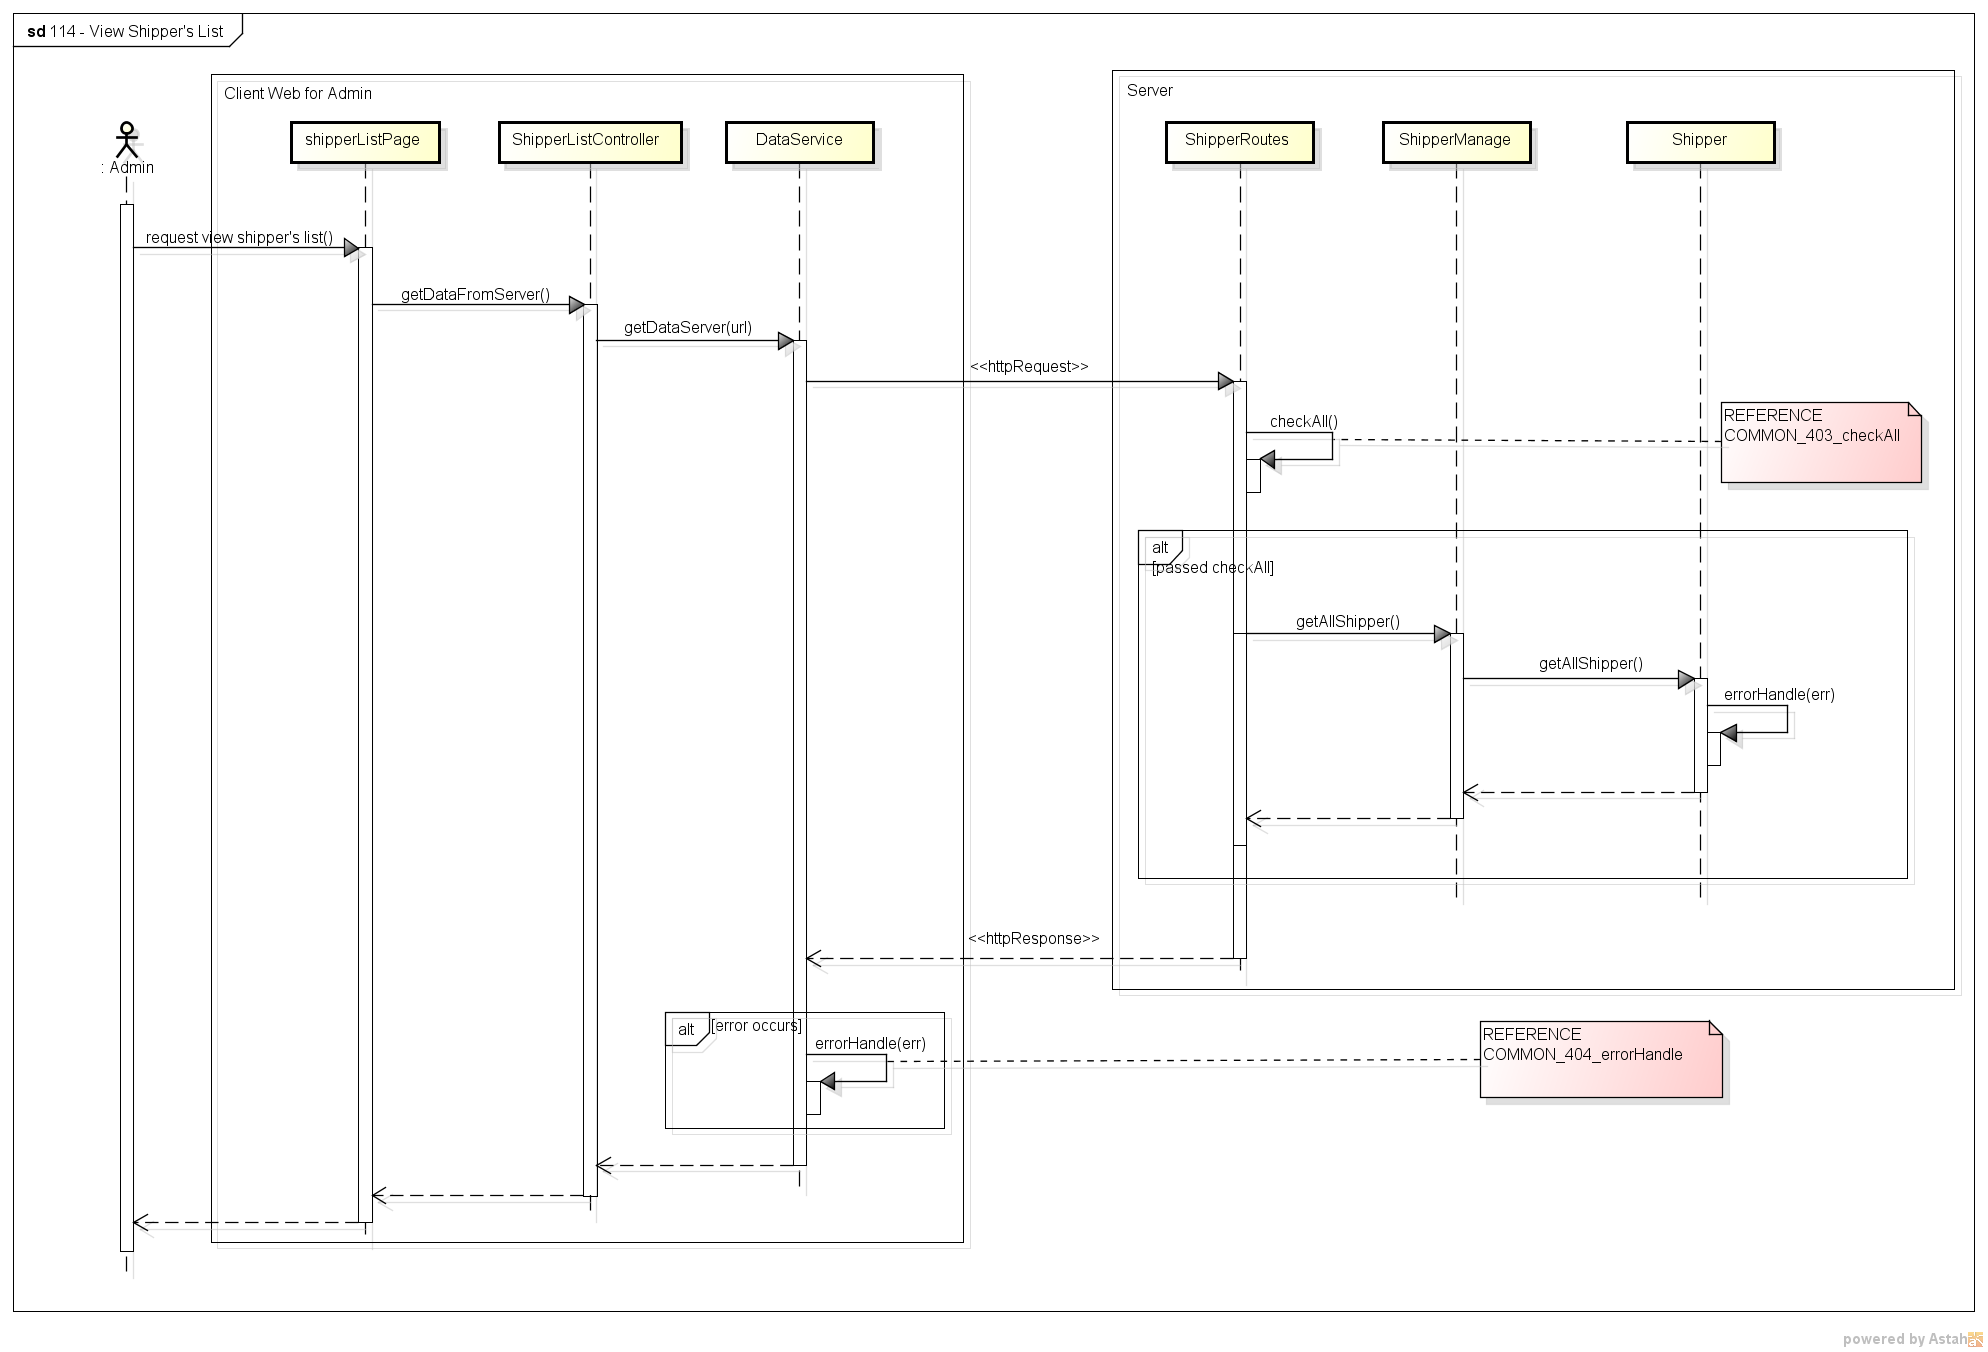 sd 114 - View Shipper's List
Client Web for Admin
Server
: Admin
shipperListPage
ShipperListController
DataService
ShipperRoutes
ShipperManage
Shipper
request view shipper's list()
getDataFromServer()
getDataServer(url)
<<httpRequest>>
checkAll()
REFERENCE
COMMON_403_checkAll
alt
[passed checkAll]
getAllShipper()
getAllShipper()
errorHandle(err)
<<httpResponse>>
alt
[error occurs]
errorHandle(err)
REFERENCE
COMMON_404_errorHandle
powered by Astah